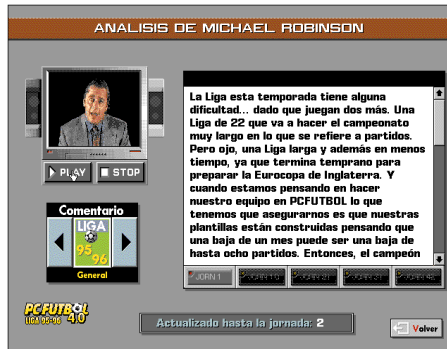 ANALISIS DE MICHAEL ROBINSON
La Liga esta temporada tiene alguna
dificultad... dado que juegan dos más. Una
Liga de 22 que va a hacer el campeonato
muy largo en lo que se refiere a partidos.
Pero ojo, una Liga larga y además en menos
tiempo, ya que termina temprano para
preparar la Eurocopa de Inglaterra. Y
cuando estamos pensando en hacer
nuestro equipo en PCFUTBOL lo que
tenemos que asegurarnos es que nuestras
plantillas están construidas pensando que
una baja de un mes puede ser una baja de
hasta ocho partidos. Entonces, el campeón
PLAY
STOP
Comentario
LIGA
95
96
General
JORN 1
PC FUTBOL
LIGA 95-96 4.0
Actualizado hasta la jornada: 2
Volver